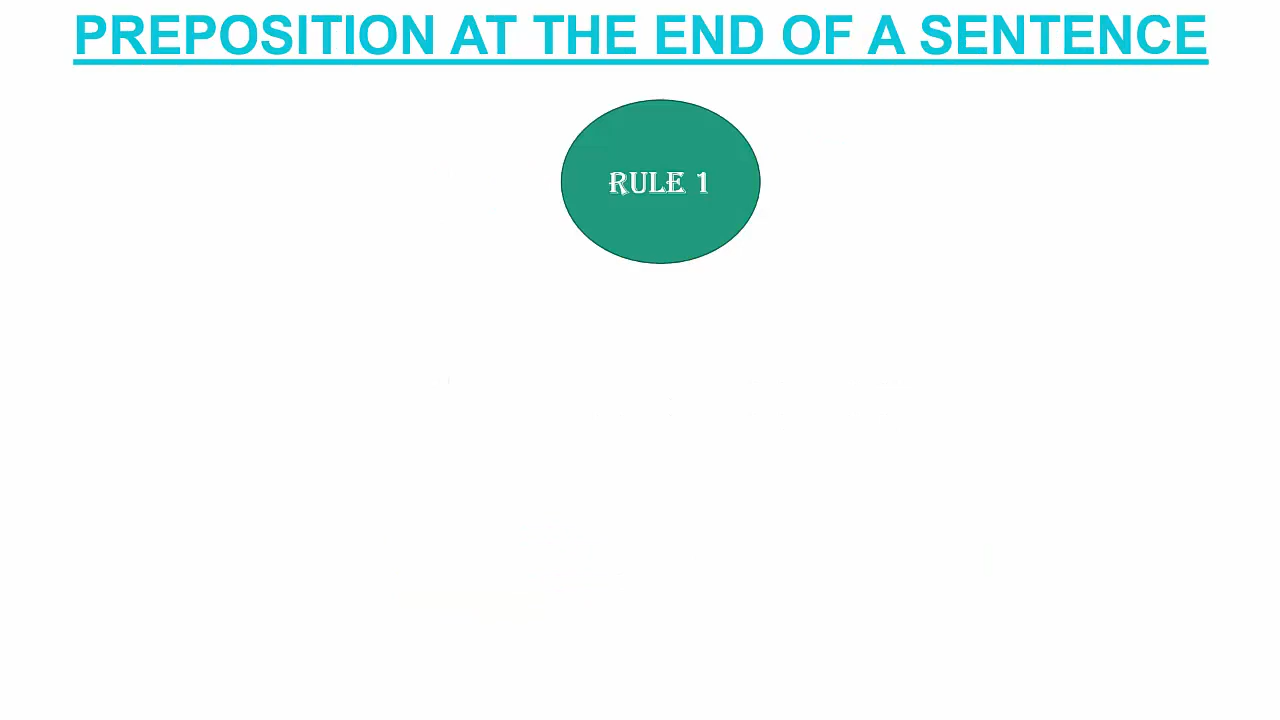 PREPOSITION AT THE END OF A SENTENCE
RULE 1